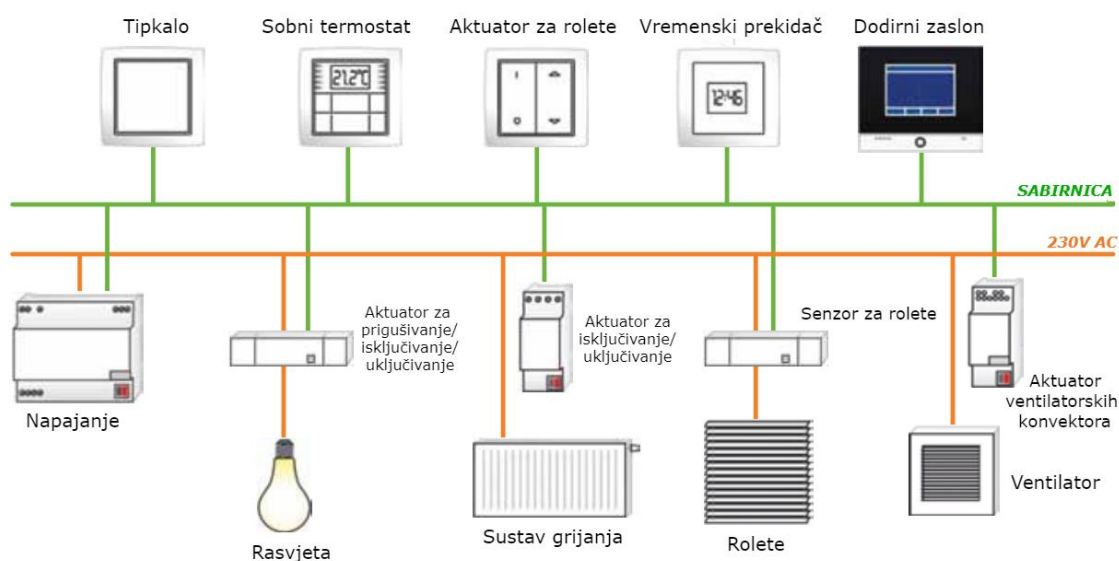 Tipkalo
Sobni termostat
Aktuator za rolete
Vremenski prekidač
Dodirni zaslon
21.2°C
12:46
SABIRNICA
230V AC
Napajanje
Aktuator za
prigušivanje/
isključivanje/
uključivanje
Aktuator za
isključivanje/
uključivanje
Senzor za rolete
Aktuator
ventilatorskih
konvektora
Rasvjeta
Sustav grijanja
Rolete
Ventilator